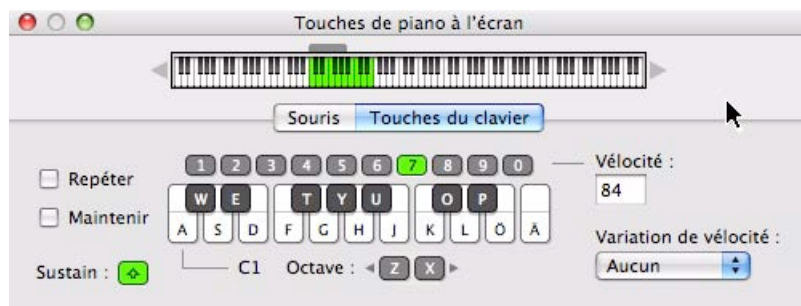 Touches de piano à l'écran
Souris Touches du clavier
Repéter
Maintenir
Sustain :
1 2 3 4 5 6 7 8 9 0
W E T Y U O P
A S D F G H J K L Ö Ä
C1 Octave : Z X
Vélocité :
84
Variation de vélocité :
Aucun